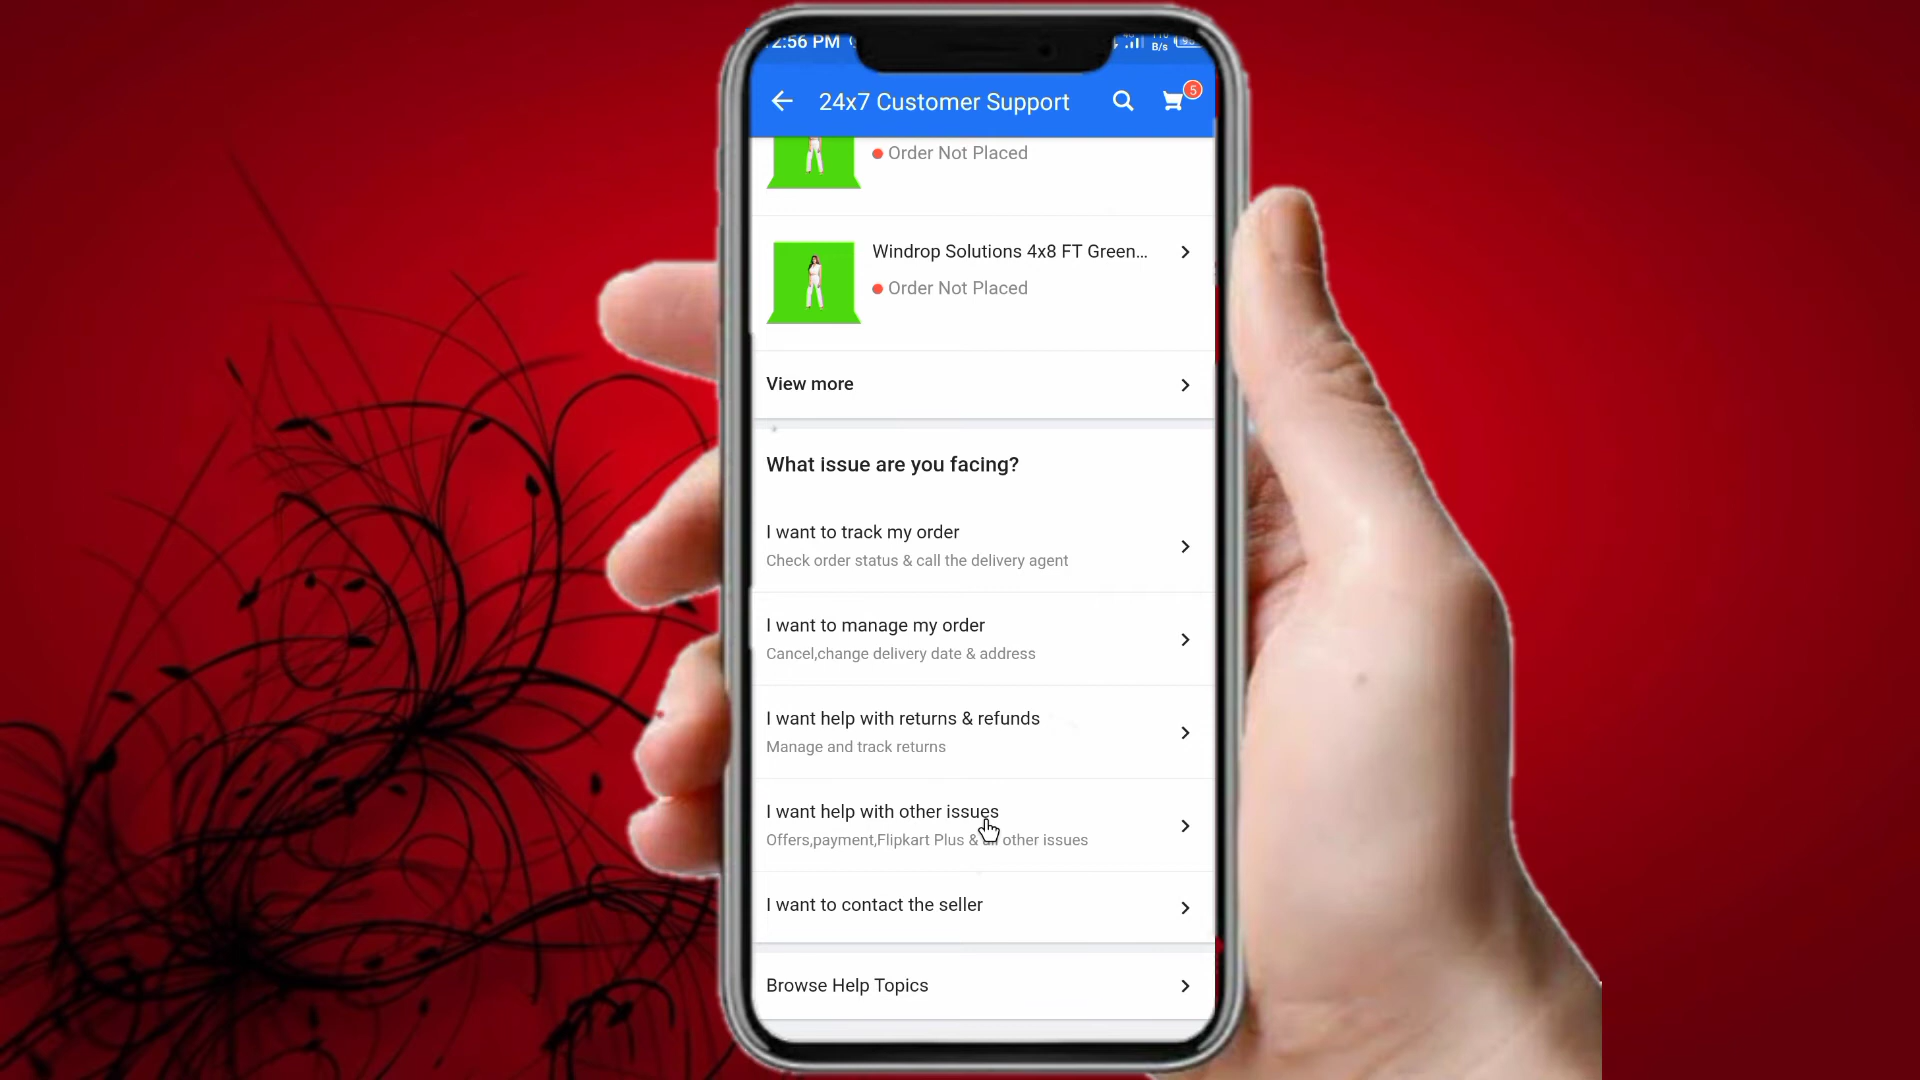 2:56 PM
B/s
24x7 Customer Support
5
Order Not Placed
Windrop Solutions 4x8 FT Green...
Order Not Placed
View more
What issue are you facing?
I want to track my order
Check order status & call the delivery agent
I want to manage my order
Cancel,change delivery date & address
I want help with returns & refunds
Manage and track returns
I want help with other issues
Offers,payment,Flipkart Plus & all other issues
I want to contact the seller
Browse Help Topics